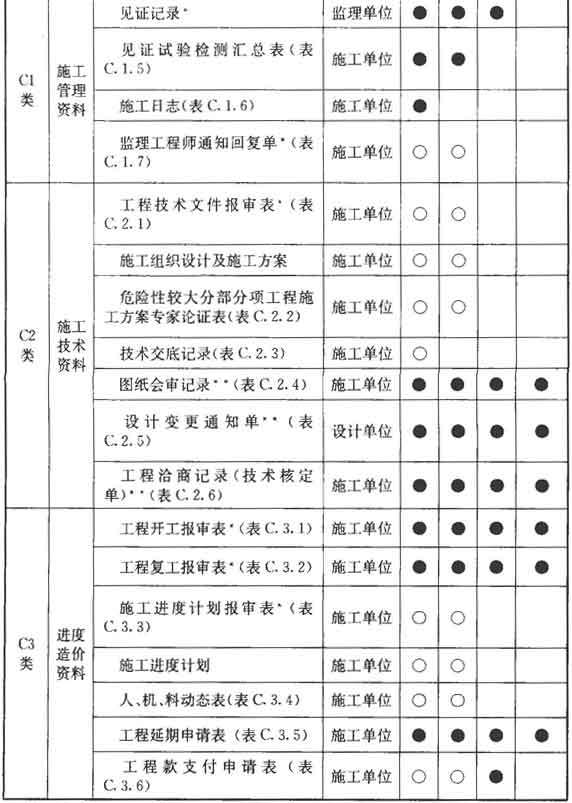 见证记录* 监理单位 ● ● ●
C1类 施工管理资料
见证试验检测汇总表(表
C.1.5) 施工单位 ● ●
施工日志(表C.1.6) 施工单位 ●
监理工程师通知回复单*(表
C.1.7) 施工单位 ○ ○
C2类 施工技术资料
工程技术文件报审表*(表
C.2.1) 施工单位 ○ ○
施工组织设计及施工方案 施工单位 ○ ○
危险性较大分部分项工程施
工方案专家论证表(表C.2.2) 施工单位 ○ ○
技术交底记录(表C.2.3) 施工单位 ○
图纸会审记录**(表C.2.4) 施工单位 ● ● ● ●
设计变更通知单**(表
C.2.5) 设计单位 ● ● ● ●
工程洽商记录(技术核定
单)**(表C.2.6) 施工单位 ● ● ● ●
C3类 进度造价资料
工程开工报审表*(表C.3.1) 施工单位 ● ● ● ●
工程复工报审表*(表C.3.2) 施工单位 ● ● ● ●
施工进度计划报审表*(表
C.3.3) 施工单位 ○ ○
施工进度计划 施工单位 ○ ○
人、机、料动态表(表C.3.4) 施工单位 ○ ○
工程延期申请表(表C.3.5) 施工单位 ● ● ● ●
工程款支付申请表(表
C.3.6) 施工单位 ○ ○ ●